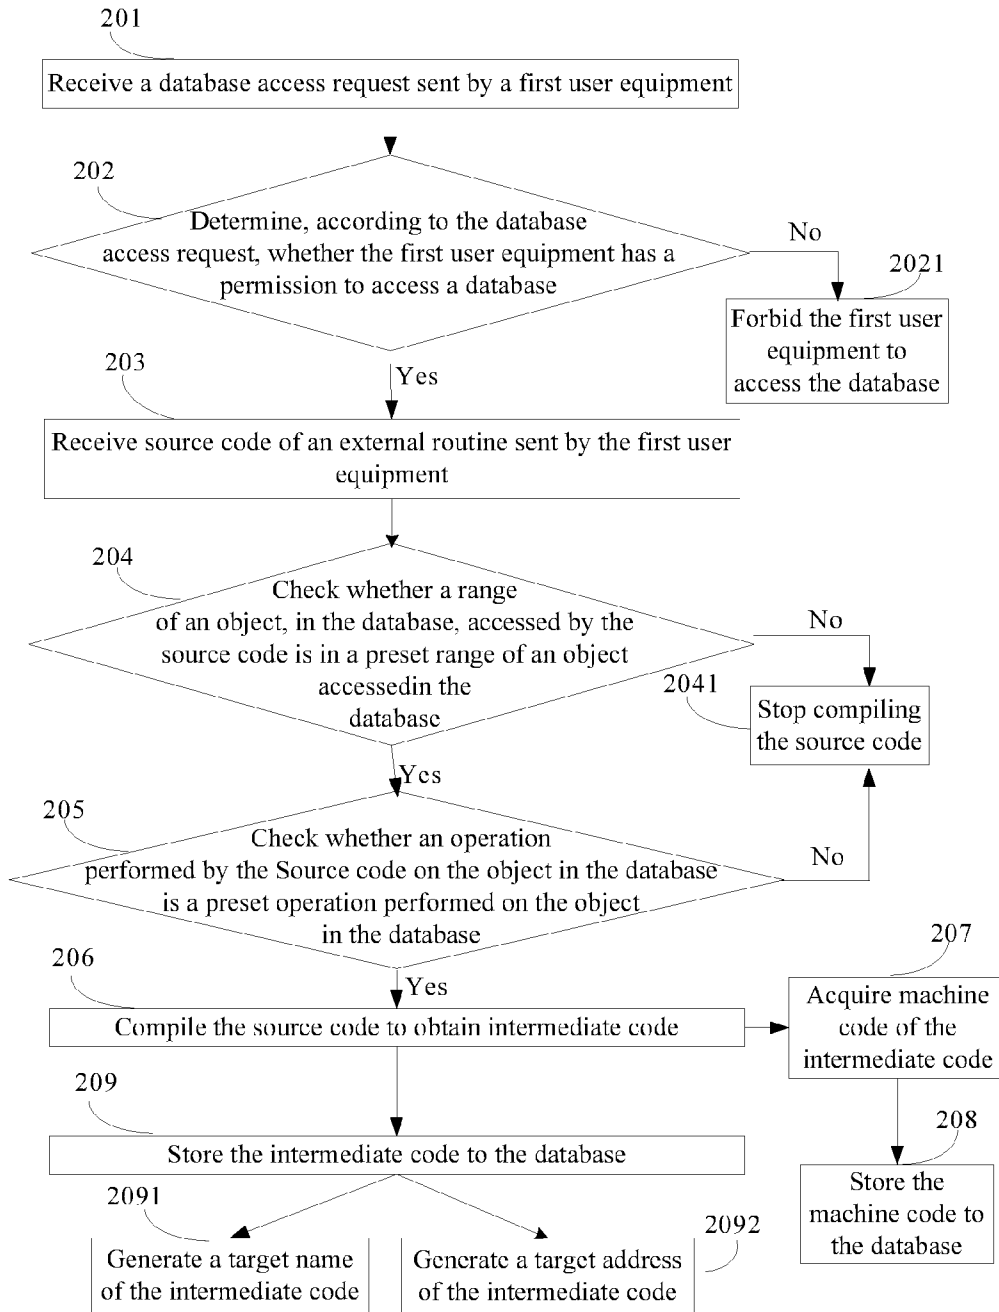 201
Receive a database access request sent by a first user equipment
202
Determine, according to the database
access request, whether the first user equipment has a
permission to access a database
No
2021
Forbid the first user
equipment to
access the database
Yes
203
Receive source code of an external routine sent by the first user
equipment
204
Check whether a range
of an object, in the database, accessed by the
source code is in a preset range of an object
accessedin the
database
No
2041
Stop compiling
the source code
Yes
205
Check whether an operation
performed by the Source code on the object in the database
is a preset operation performed on the object
in the database
No
Yes
206
Compile the source code to obtain intermediate code
207
Acquire machine
code of the
intermediate code
208
Store the
machine code to
the database
209
Store the intermediate code to the database
2091
Generate a target name
of the intermediate code
2092
Generate a target address
of the intermediate code